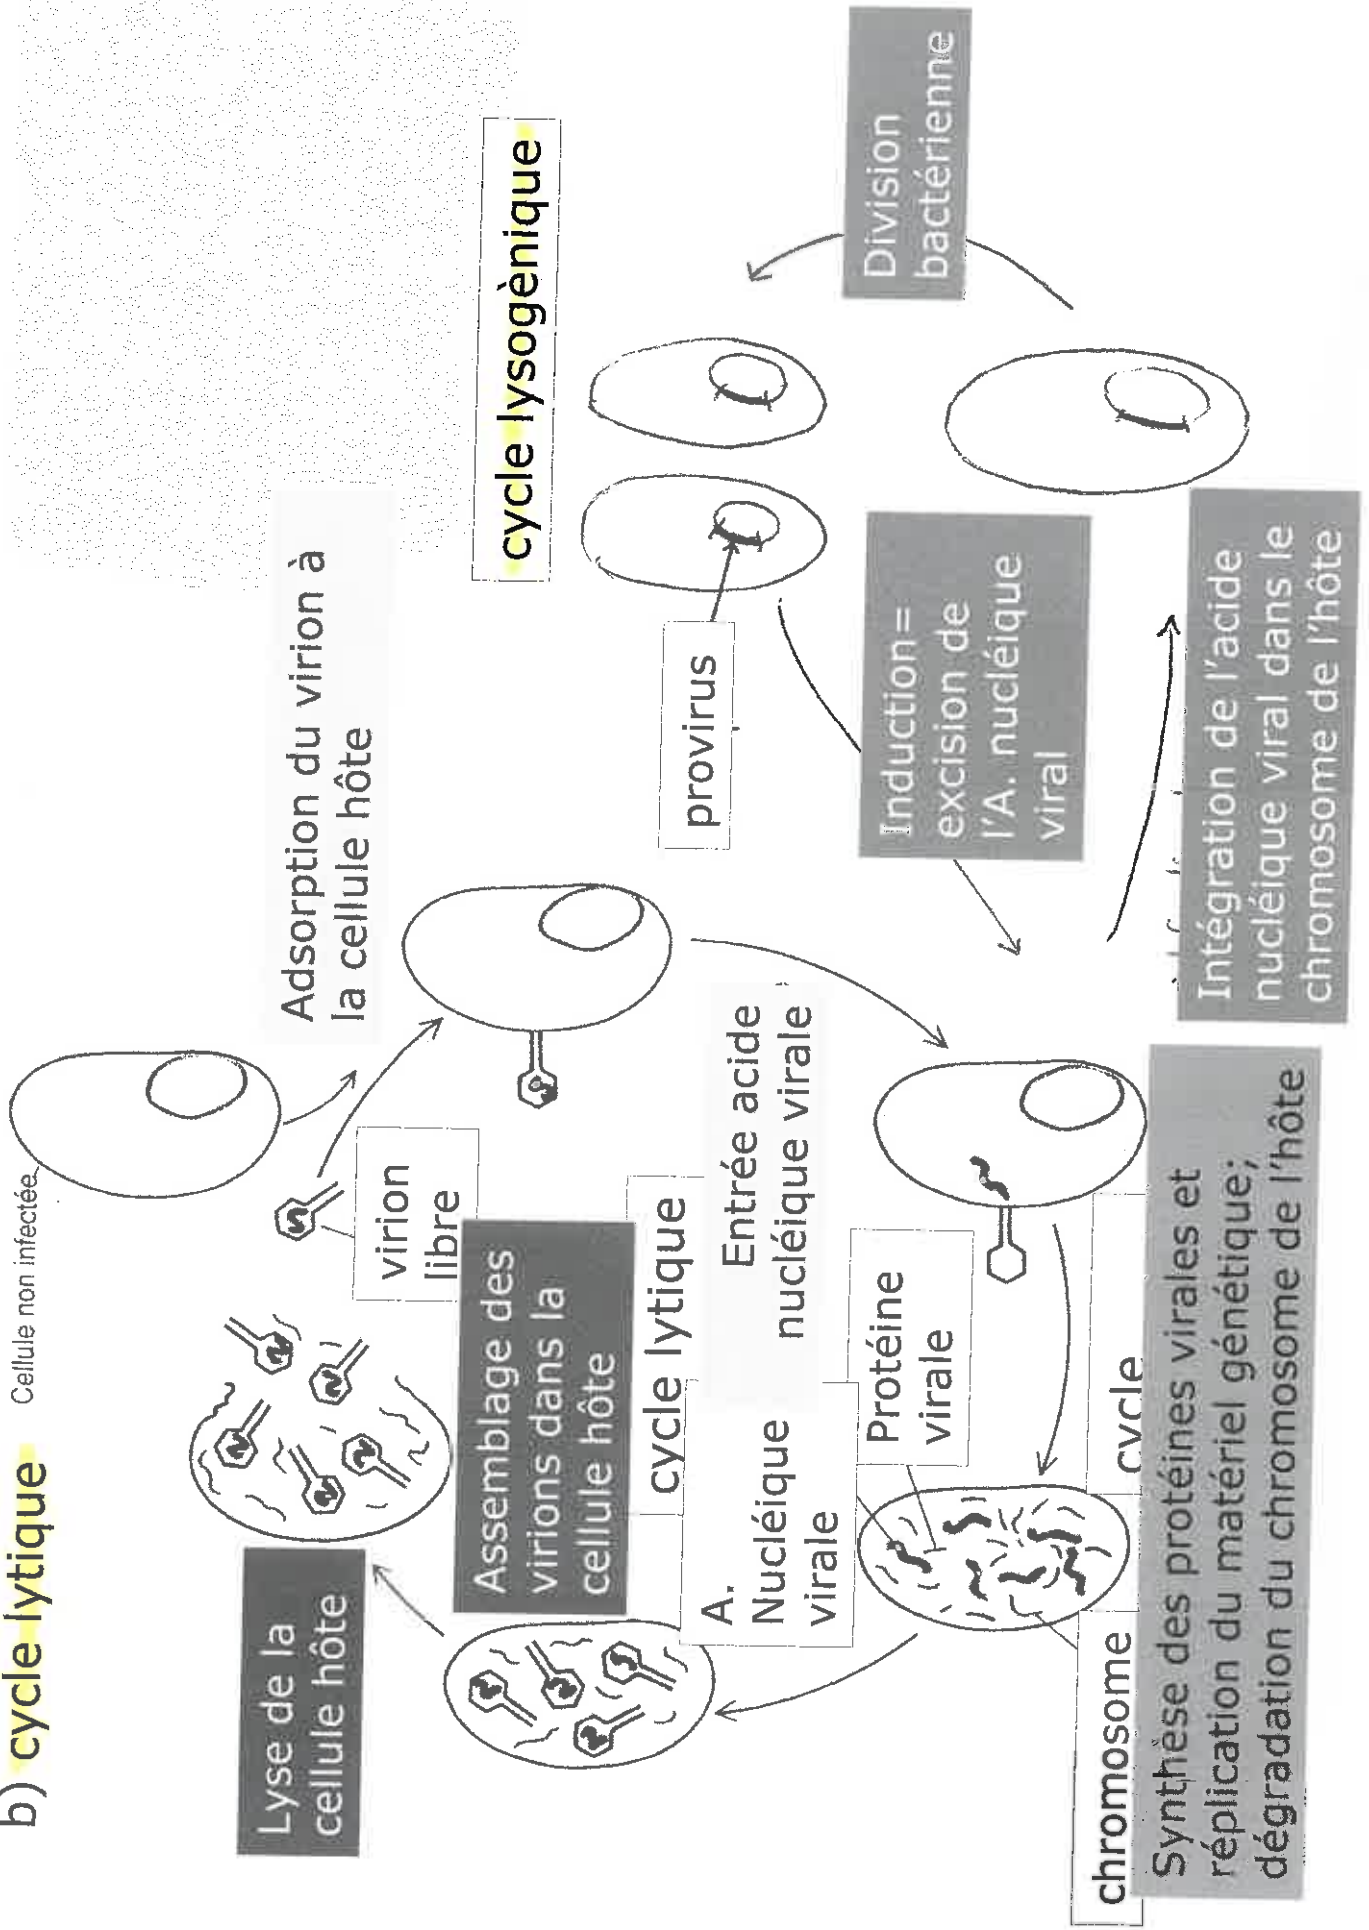 b) cycle lytique
Cellule non infectée
Adsorption du virion à
la cellule hôte
cycle lysogènique
Lyse de la
cellule hôte
virion
libre
Assemblage des
virions dans la
cellule hôte
cycle lytique
provirus
Division
bactérienne
Entrée acide
nucléique virale
A.
Nucléique
virale
Protéine
virale
Induction=
excision de
l'A. nucléique
viral
chromosome
cycle
Synthèse des protéines virales et
réplication du matériel génétique;
dégradation du chromosome de l'hôte
Intégration de l'acide
nucléique viral dans le
chromosome de l'hôte